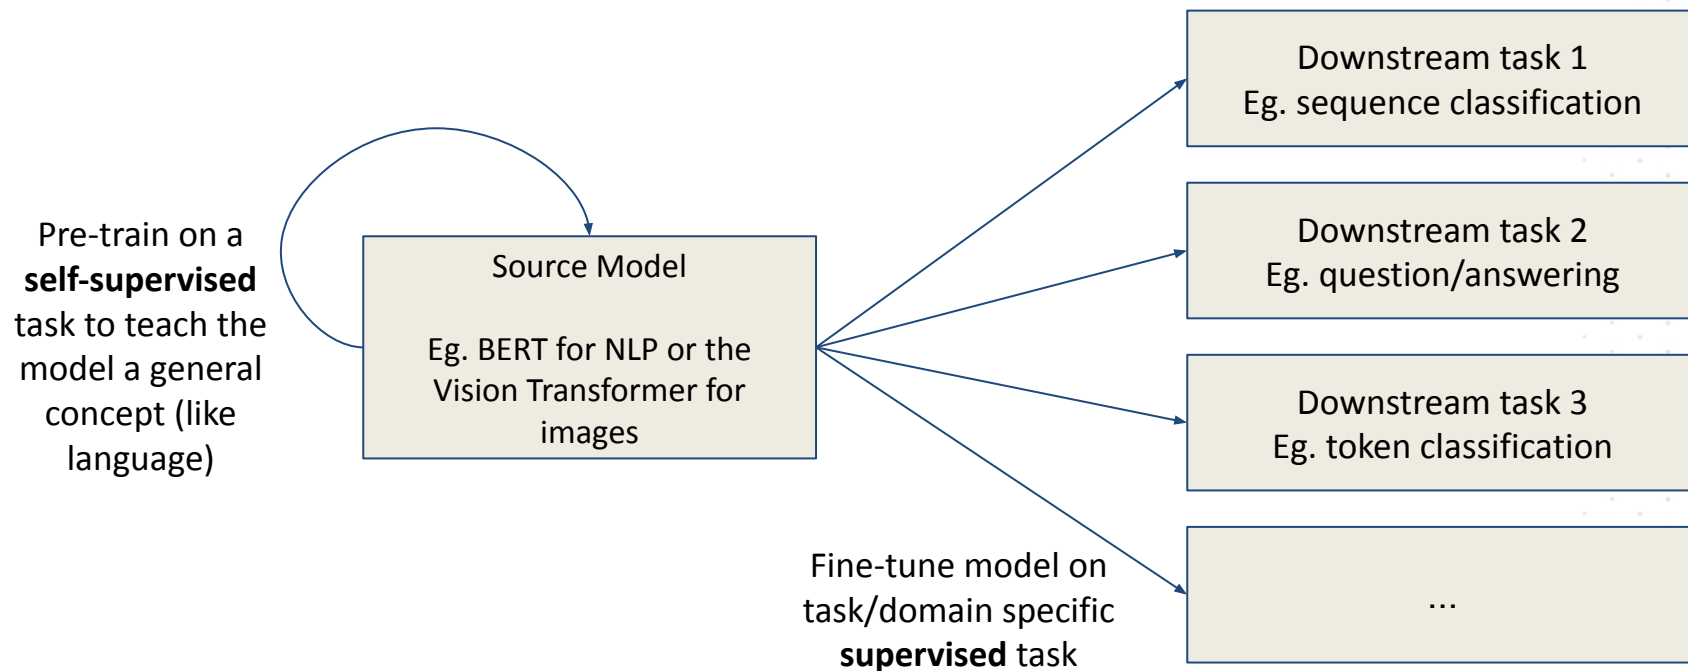 Pre-train on a
self-supervised
task to teach the
model a general
concept (like
language)
Source Model
Eg. BERT for NLP or the
Vision Transformer for
images
Fine-tune model on
task/domain specific
supervised task
Downstream task 1
Eg. sequence classification
Downstream task 2
Eg. question/answering
Downstream task 3
Eg. token classification
...